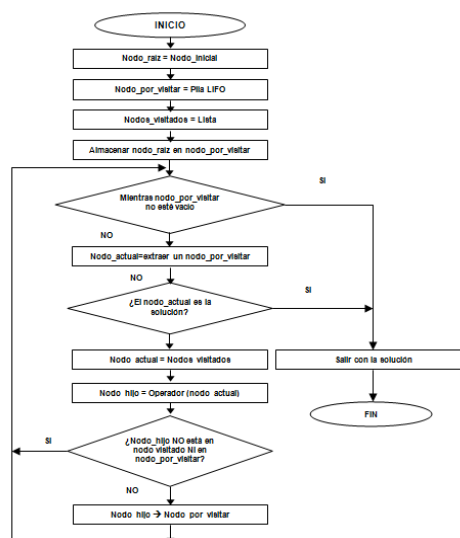 INICIO
Nodo_raiz = Nodo_Inicial
Nodo_por_visitar = Pila LIFO
Nodos_visitados = Lista
Almacenar nodo_raiz en nodo_por_visitar
SI
Mientras nodo_por_visitar
no esté vacio
NO
Nodo_actual=extraer un nodo_por_visitar
NO
SI
¿El nodo_actual es la
solución?
Nodo actual = Nodos visitados
Salir con la solución
Nodo hijo = Operador (nodo actual)
FIN
SI
¿Nodo_hijo NO está en
nodo visitado NI en
nodo_por_visitar?
NO
Nodo hijo → Nodo por visitar